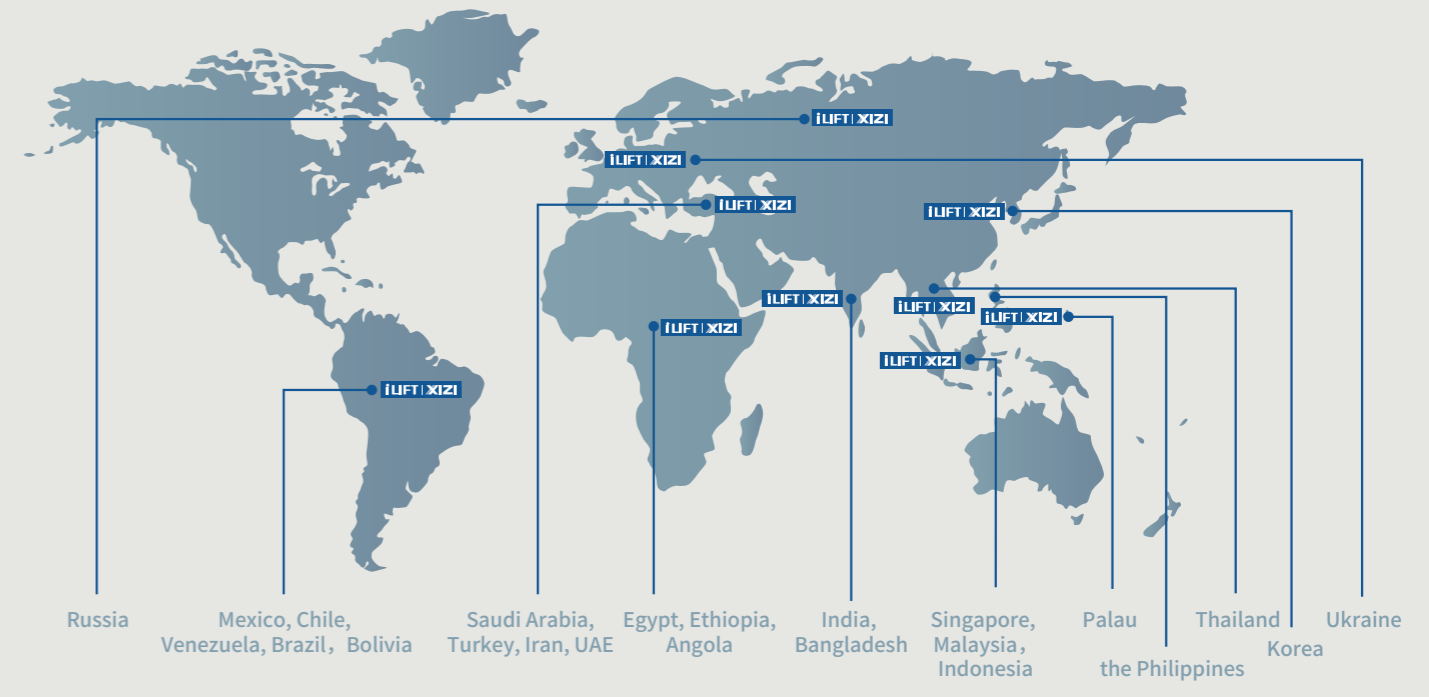 iLIFT|XIZI
iLIFT|XIZI
iLIFT|XIZI
iLIFT|XIZI
iLIFT|XIZI
iLIFT|XIZI
iLIFT|XIZI
iLIFT|XIZI
iLIFT|XIZI
iLIFT|XIZI
Russia
Mexico, Chile,
Venezuela, Brazil，Bolivia
Saudi Arabia,
Turkey, Iran, UAE
Egypt, Ethiopia,
Angola
India,
Bangladesh
Singapore,
Malaysia，
Indonesia
Palau
the Philippines
Thailand
Korea
Ukraine